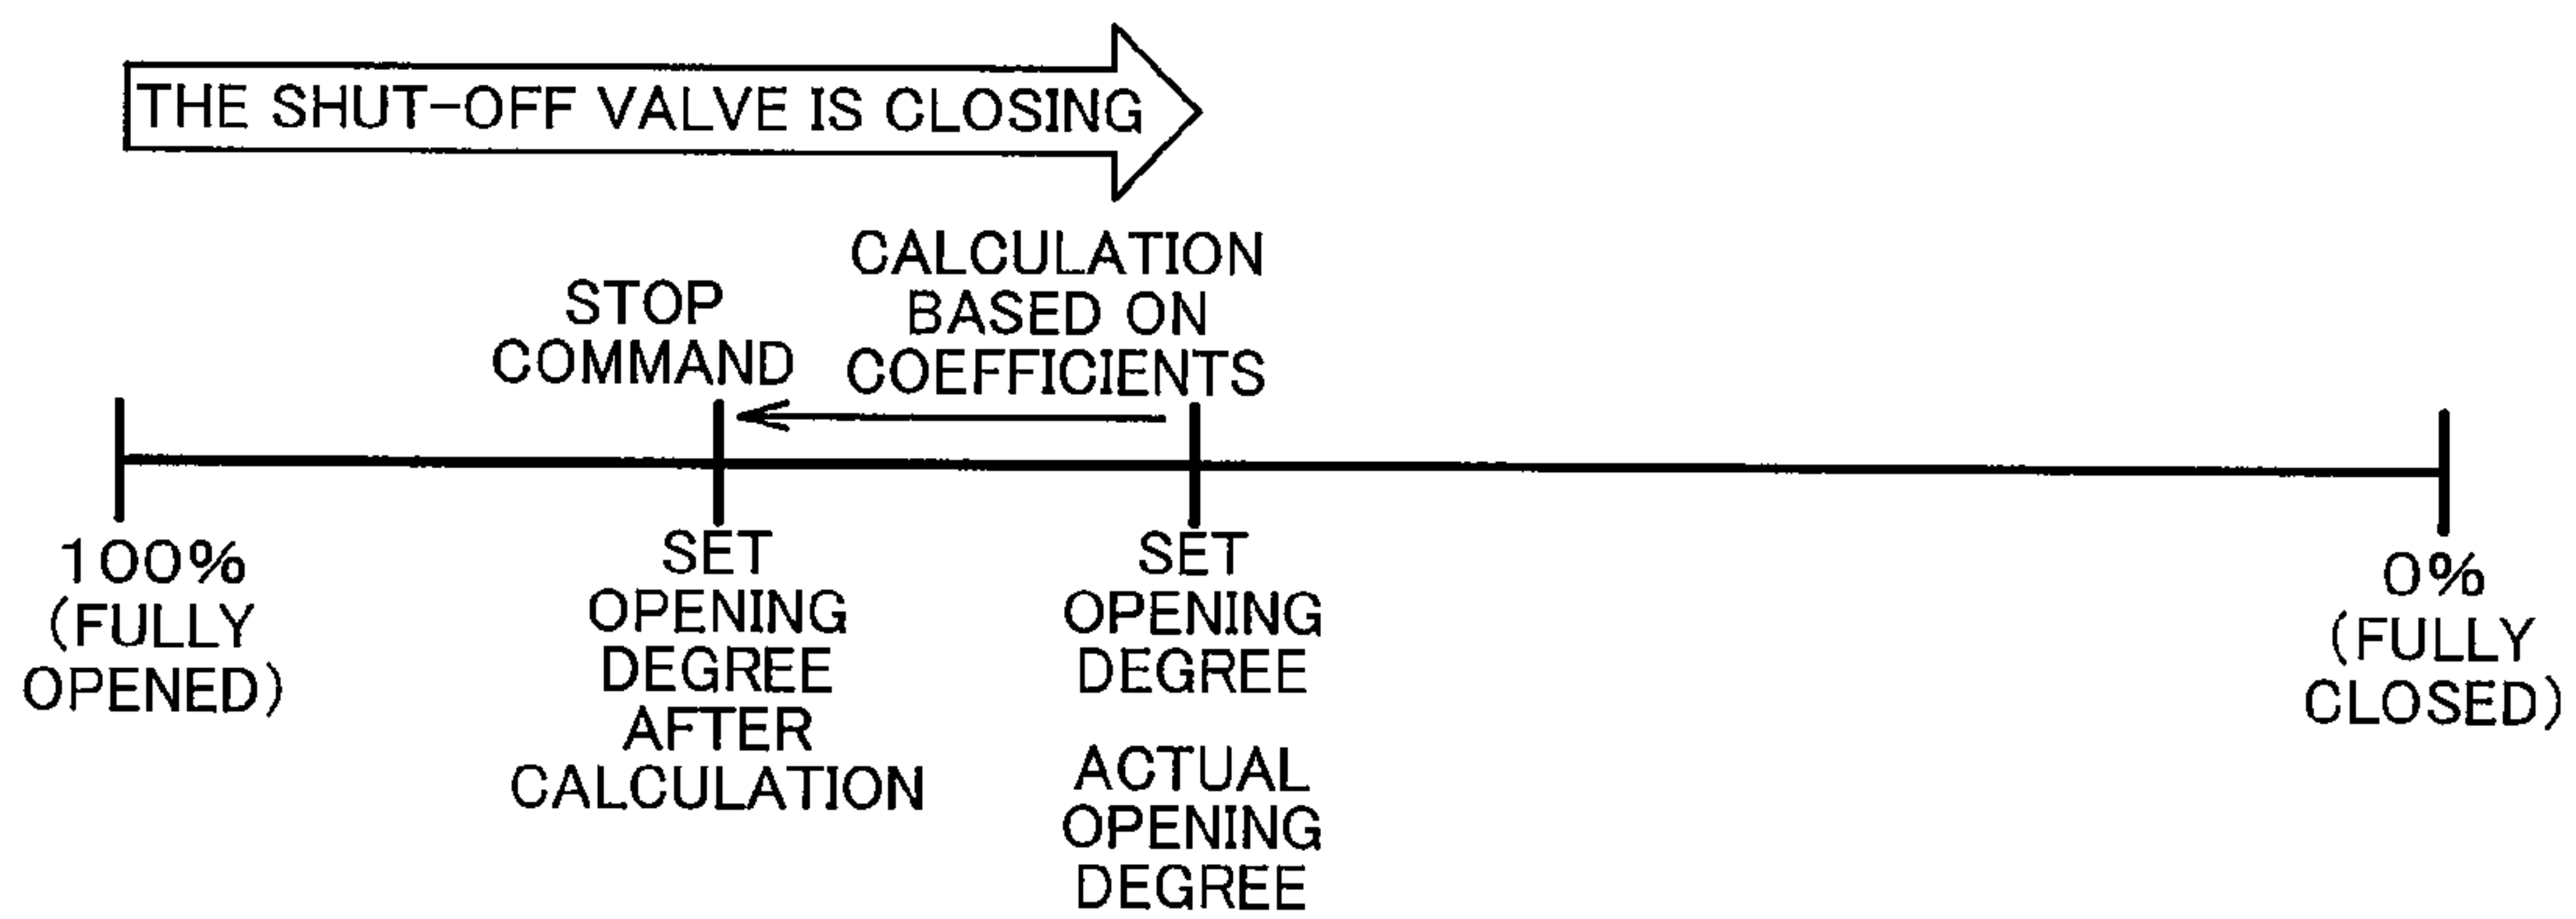 THE SHUT-OFF VALVE IS CLOSING
STOP
COMMAND
CALCULATION
BASED ON
COEFFICIENTS
100%
(FULLY
OPENED)
SET
OPENING
DEGREE
AFTER
CALCULATION
SET
OPENING
DEGREE
ACTUAL
OPENING
DEGREE
0%
(FULLY
CLOSED)